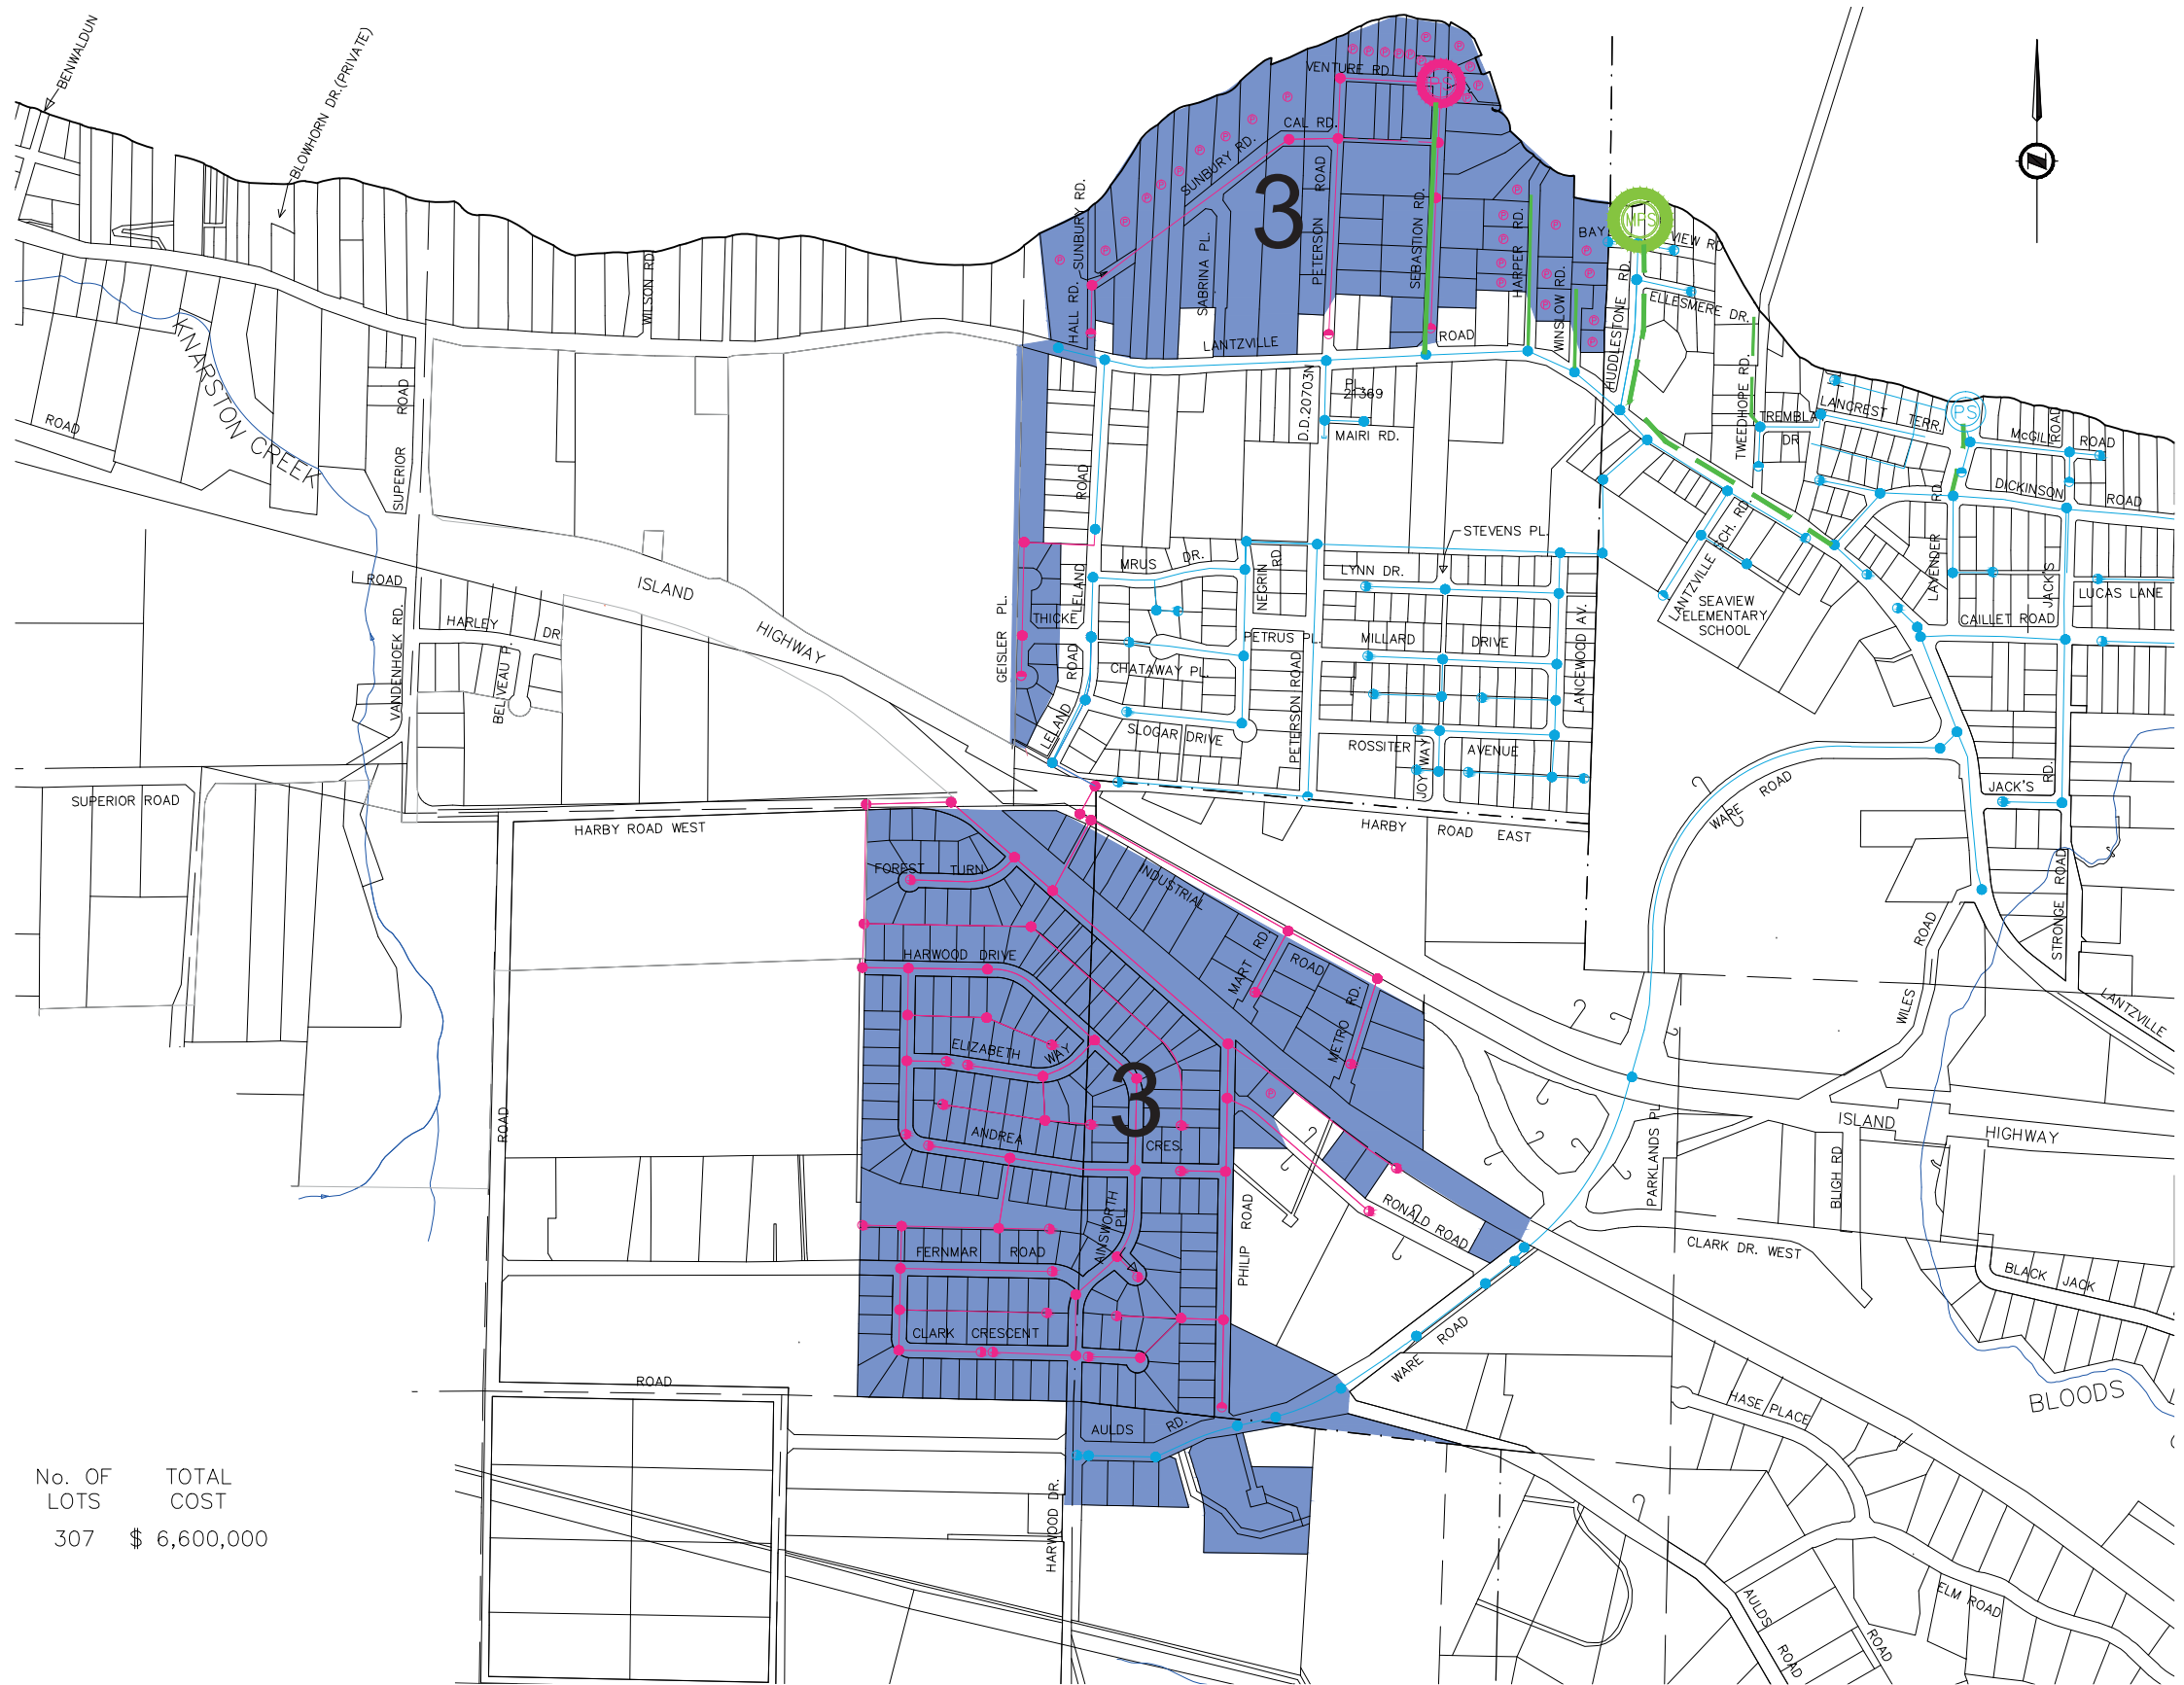 BENWALDUN
BLOWHORN DR.(PRIVATE)
VENTURE RD
PS
CAL RD.
SUNBURY RD.
3
HALL RD. SUNBURY RD.
SABRINA PL.
PETERSON ROAD
SEBASTION RD.
HARPER RD.
WINSLOW RD.
BAY
VIEW RD
MPS
HUDDLESTONE RD.
ELLESMERE DR.
WILSON RD.
LANTZVILLE
ROAD
KNARSTON CREEK
ROAD
SUPERIOR ROAD
D.D.20703N
PL.
21369
MAIRI RD.
TWEEDHOPE RD.
TREMBLA
DR
LANCREST TERR.
PS
McGILL ROAD
ROAD
DICKINSON ROAD
LELAND ROAD
STEVENS PL.
MRUS DR.
NEGRIN RD
LYNN DR.
LANTZVILLE SCH. RD.
LAVENDER RD.
JACK'S
LUCAS LANE
SEAVIEW
ELEMENTARY
SCHOOL
CAILLET ROAD
ISLAND
HIGHWAY
ROAD
VANDENHOEK RD.
HARLEY DR
BELVEAU P.
GEISLER PL.
THICKE
PETRUS PL.
MILLARD DRIVE
LANCEWOOD AV.
CHATAWAY PL.
LELAND ROAD
SLOGAR DRIVE
PETERSON ROAD
ROSSITER AVENUE
JOY WAY
WARE ROAD
JACK'S
RD.
SUPERIOR ROAD
HARBY ROAD WEST
HARBY ROAD EAST
FOREST TURN
INDUSTRIAL
ROAD
MART RD.
METRO RD.
HARWOOD DRIVE
STRONGE ROAD
WILES ROAD
LANTZVILLE
ELIZABETH WAY
3
ANDREA CRES.
ROAD
ISLAND
HIGHWAY
PARKLANDS PL
BLIGH RD
AINSWORTH
PL.
PHILIP ROAD
RONALD ROAD
FERNMAR ROAD
CLARK DR. WEST
BLACK JACK
CLARK CRESCENT
WARE ROAD
ROAD
HASE PLACE
BLOODS
AULDS RD.
HARWOOD DR.
No. OF TOTAL
LOTS COST
307 $ 6,600,000
ELM ROAD
AULDS
ROAD
ROAD